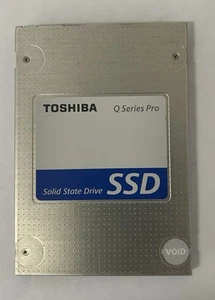 TOSHIBA Q Series Pro
Solid State Drive SSD
VOID